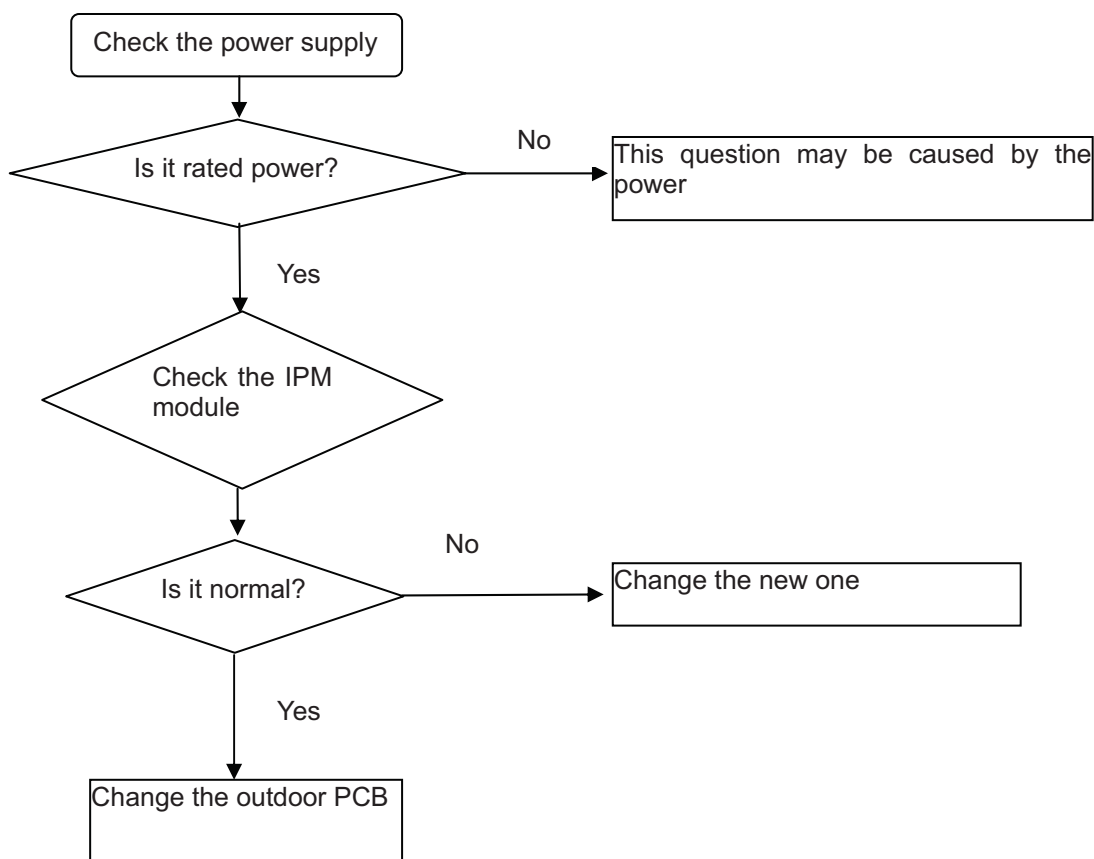 Check the power supply
Is it rated power?
No
This question may be caused by the
power
Yes
Check the IPM
module
Is it normal?
No
Change the new one
Yes
Change the outdoor PCB